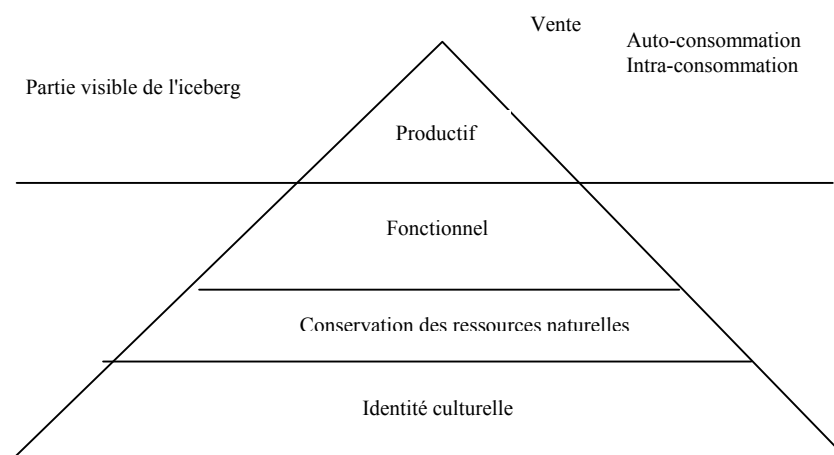 Vente
Auto-consommation
Intra-consommation
Partie visible de l'iceberg
Productif
Fonctionnel
Conservation des ressources naturelles
Identité culturelle